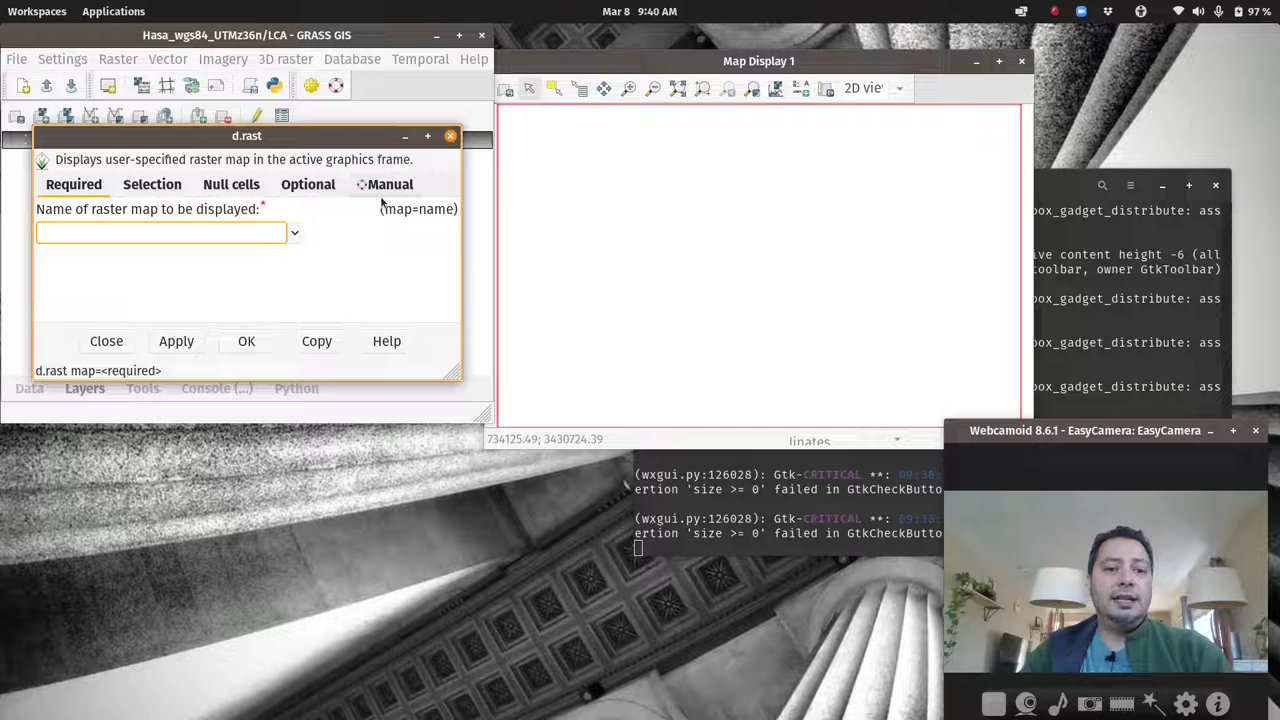 Workspaces Applications Mar 8 9:40 AM 97 %
Hasa_wgs84_UTMz36n/LCA - GRASS GIS
File Settings Raster Vector Imagery 3D raster Database Temporal Help
d.rast
Displays user-specified raster map in the active graphics frame.
Required Selection Null cells Optional Manual
Name of raster map to be displayed:* (map=name)
Close Apply OK Copy Help
d.rast map=<required>
Data Layers Tools Console (...) Python
Map Display 1
2D vie
734125.49; 3430724.39
linates
box_gadget_distribute: ass
ive content height -6 (all
toolbar, owner GtkToolbar)
box_gadget_distribute: ass
box_gadget_distribute: ass
box_gadget_distribute: ass
(wxgui.py:126028): Gtk-CRITICAL **: 09:38:
ertion 'size >= 0' failed in GtkCheckButto
(wxgui.py:126028): Gtk-CRITICAL **: 09:38:
ertion 'size >= 0' failed in GtkCheckButto
Webcamoid 8.6.1 - EasyCamera: EasyCamera